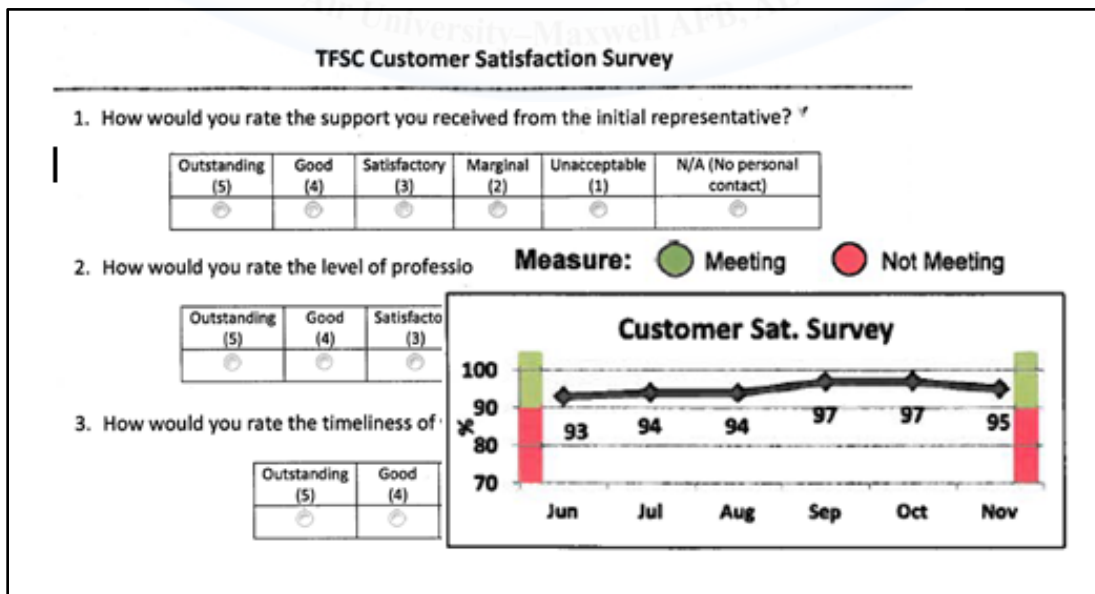 Air University–Maxwell AFB, AL
TFSC Customer Satisfaction Survey
1. How would you rate the support you received from the initial representative?
Outstanding (5) Good (4) Satisfactory (3) Marginal (2) Unacceptable (1) N/A (No personal contact)
2. How would you rate the level of professio
Outstanding (5) Good (4) Satisfacto (3)
3. How would you rate the timeliness of
Outstanding (5) Good (4)
Measure: Meeting Not Meeting
Customer Sat. Survey
%
100
90
80
70
93 94 94 97 97 95
Jun Jul Aug Sep Oct Nov